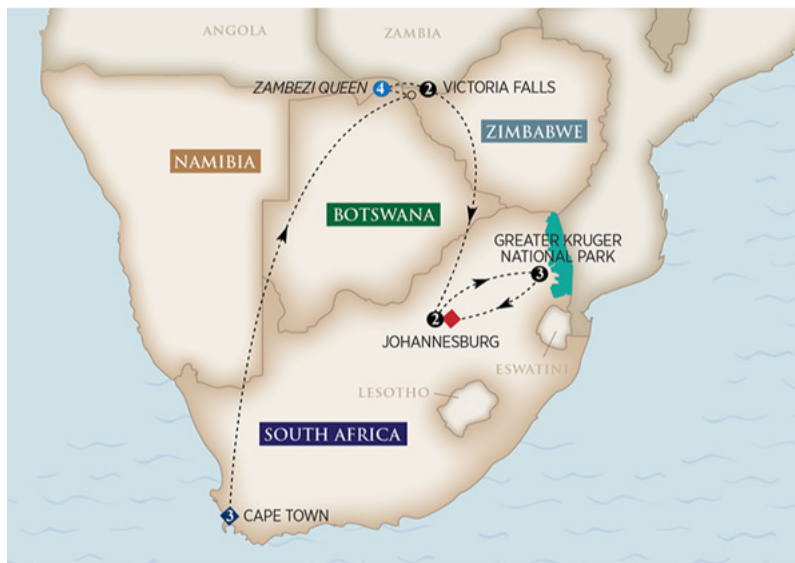 ANGOLA
ZAMBIA
ZAMBEZI QUEEN 4 2 VICTORIA FALLS
ZIMBABWE
NAMIBIA
BOTSWANA
GREATER KRUGER
NATIONAL PARK
3
2
JOHANNESBURG
ESWATINI
LESOTHO
SOUTH AFRICA
3 CAPE TOWN